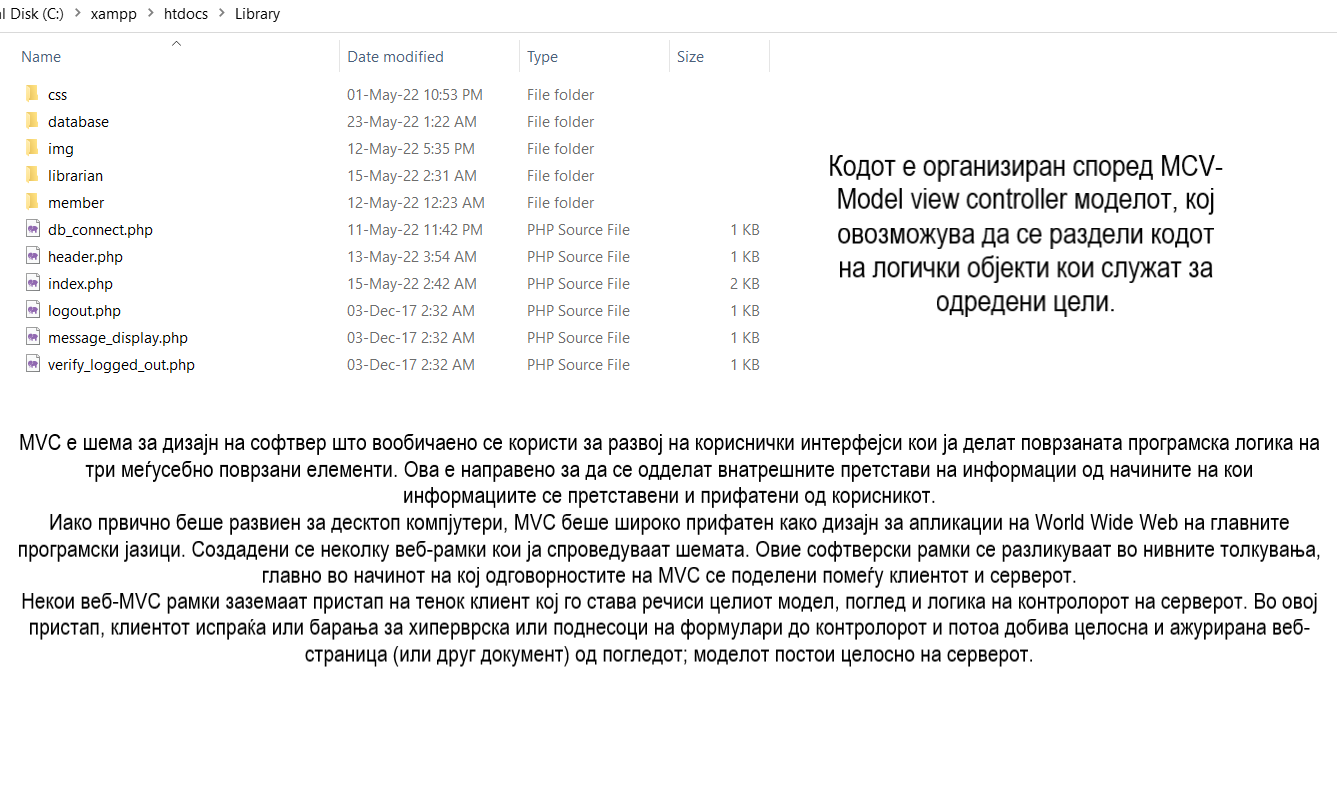 l Disk (C:) > xampp > htdocs > Library
Name Date modified Type Size
css 01-May-22 10:53 PM File folder
database 23-May-22 1:22 AM File folder
img 12-May-22 5:35 PM File folder
librarian 15-May-22 2:31 AM File folder
member 12-May-22 12:23 AM File folder
db_connect.php 11-May-22 11:42 PM PHP Source File 1 KB
header.php 13-May-22 3:54 AM PHP Source File 1 KB
index.php 15-May-22 2:42 AM PHP Source File 2 KB
logout.php 03-Dec-17 2:32 AM PHP Source File 1 KB
message_display.php 03-Dec-17 2:32 AM PHP Source File 1 KB
verify_logged_out.php 03-Dec-17 2:32 AM PHP Source File 1 KB
Кодот е организиран според MCV-
Model view controller моделот, кој
овозможува да се раздели кодот
на логички објекти кои служат за
одредени цели.
MVC е шема за дизајн на софтвер што вообичаено се користи за развој на кориснички интерфејси кои ја делат поврзаната програмска логика на
три меѓусебно поврзани елементи. Ова е направено за да се одделат внатрешните претстави на информации од начините на кои
информациите се претставени и прифатени од корисникот.
Иако првично беше развиен за десктоп компјутери, MVC беше широко прифатен како дизајн за апликации на World Wide Web на главните
програмски јазици. Создадени се неколку веб-рамки кои ја спроведуваат шемата. Овие софтверски рамки се разликуваат во нивните толкувања,
главно во начинот на кој одговорностите на MVC се поделени помеѓу клиентот и серверот.
Некои веб-MVC рамки заземаат пристап на тенок клиент кој го става речиси целиот модел, поглед и логика на контролорот на серверот. Во овој
пристап, клиентот испраќа или барања за хиперврска или поднесоци на формулари до контролорот и потоа добива целосна и ажурирана веб-
страница (или друг документ) од погледот; моделот постои целосно на серверот.